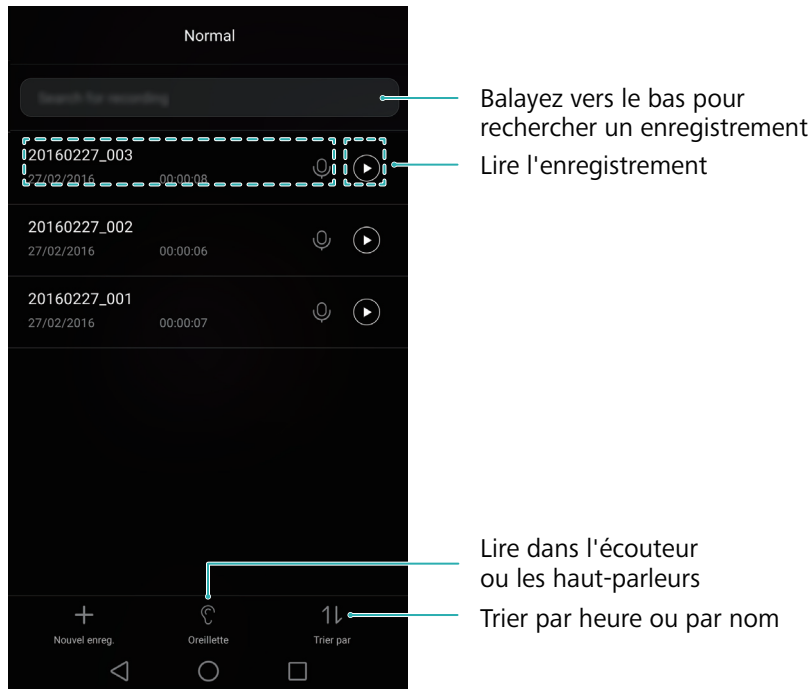 Normal
Search for recording
Balayez vers le bas pour
rechercher un enregistrement
20160227_003
27/02/2016 00:00:08
Lire l'enregistrement
20160227_002
27/02/2016 00:00:06
20160227_001
27/02/2016 00:00:07
Lire dans l'écouteur
ou les haut-parleurs
Trier par heure ou par nom
Nouvel enreg. Oreillette Trier par